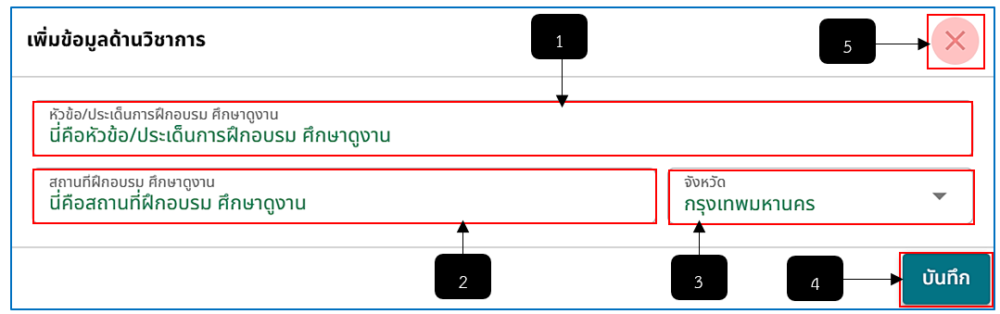 เพิ่มข้อมูลด้านวิชาการ
1
5
หัวข้อ/ประเด็นการฝึกอบรม ศึกษาดูงาน
นี่คือหัวข้อ/ประเด็นการฝึกอบรม ศึกษาดูงาน
สถานที่ฝึกอบรม ศึกษาดูงาน
นี่คือสถานที่ฝึกอบรม ศึกษาดูงาน
จังหวัด
กรุงเทพมหานคร
2
3
4
บันทึก